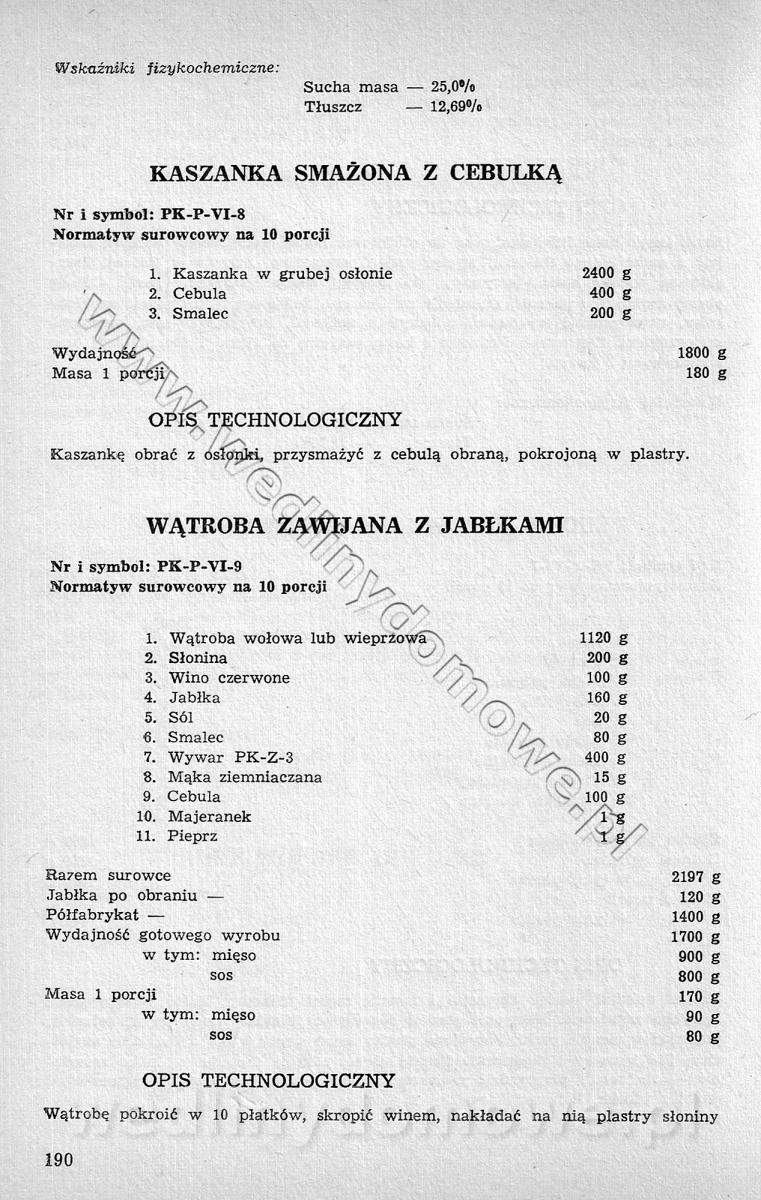 Wskaźniki fizykochemiczne:
Sucha masa — 25,0%
Tłuszcz — 12,69%
KASZANKA SMAŻONA Z CEBULKĄ
Nr i symbol: PK-P-VI-8
Normatyw surowcowy na 10 porcji
1. Kaszanka w grubej osłonie 2400 g
2. Cebula 400 g
3. Smalec 200 g
Wydajność 1800 g
Masa 1 porcji 180 g
OPIS TECHNOLOGICZNY
Kaszankę obrać z osłonki, przysmażyć z cebulą obraną, pokrojoną w plastry.
WĄTROBA ZAWIJANA Z JABŁKAMI
Nr i symbol: PK-P-VI-9
Normatyw surowcowy na 10 porcji
1. Wątroba wołowa lub wieprzowa 1120 g
2. Słonina 200 g
3. Wino czerwone 100 g
4. Jabłka 160 g
5. Sól 20 g
6. Smalec 80 g
7. Wywar PK-Z-3 400 g
8. Mąka ziemniaczana 15 g
9. Cebula 100 g
10. Majeranek 1 g
11. Pieprz 1 g
Razem surowce 2197 g
Jabłka po obraniu — 120 g
Półfabrykat — 1400 g
Wydajność gotowego wyrobu 1700 g
w tym: mięso 900 g
sos 800 g
Masa 1 porcji 170 g
w tym: mięso 90 g
sos 80 g
OPIS TECHNOLOGICZNY
Wątrobę pokroić w 10 płatków, skropić winem, nakładać na nią plastry słoniny
190
www.wedlinydomowe.pl
wedlinydomowe.pl